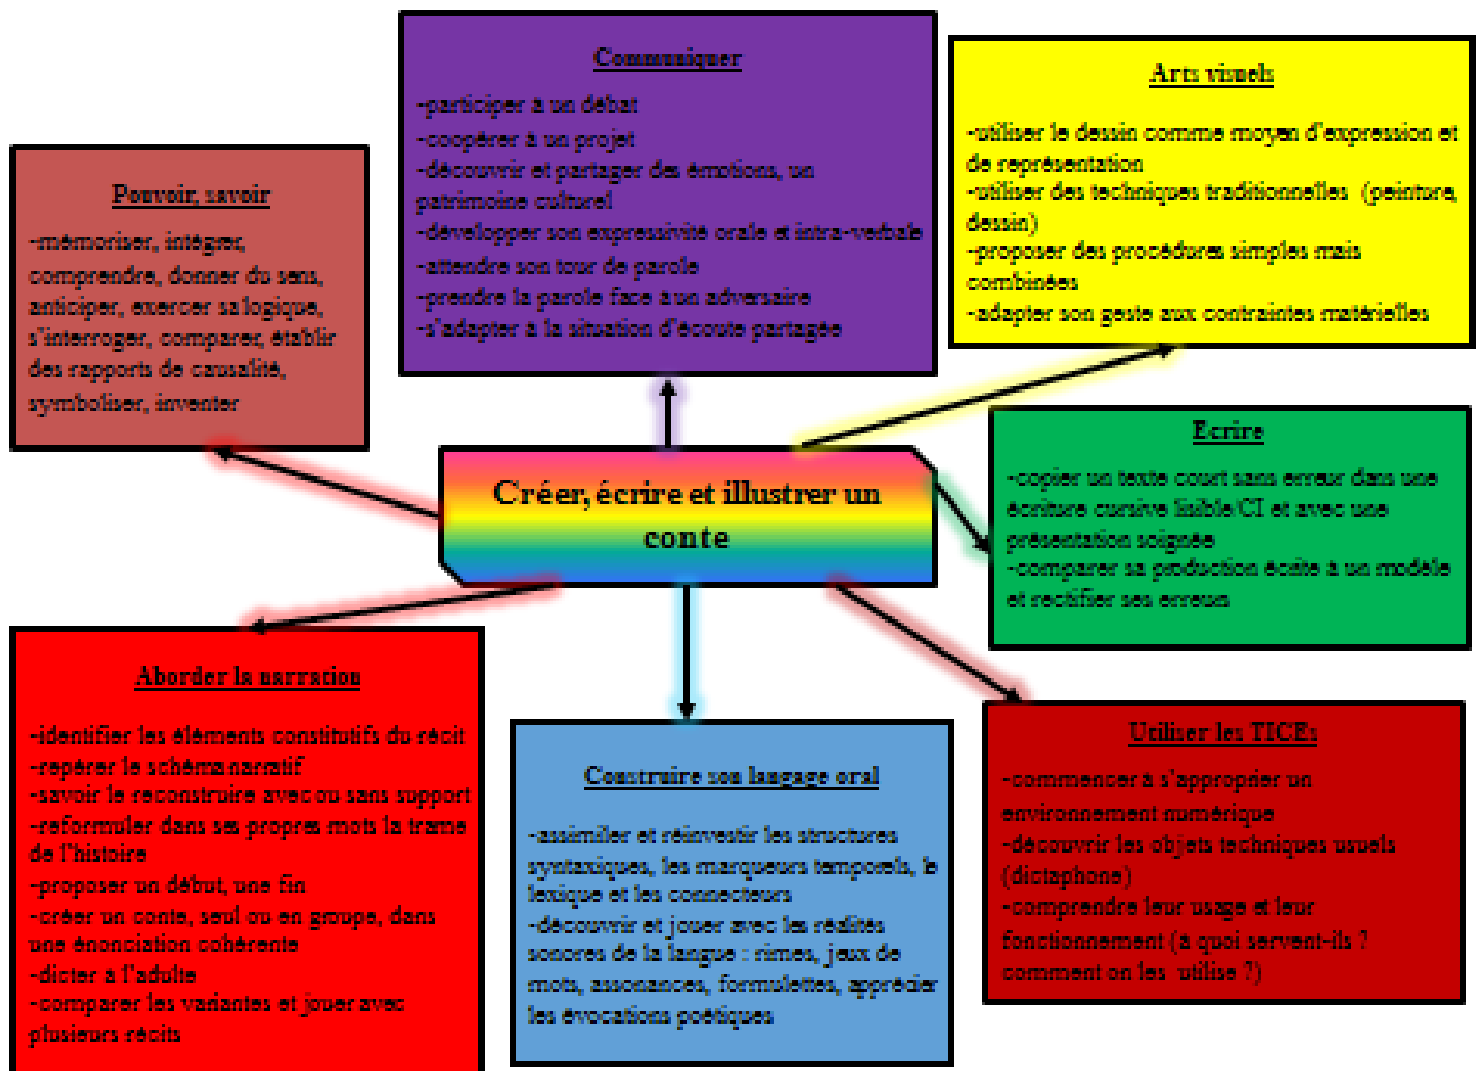 Communiquer
-participer à un débat
-coopérer à un projet
-découvrir et partager des émotions, un
patrimoine culturel
-développer son expressivité orale et intra-verbale
-attendre son tour de parole
-prendre la parole face à un adversaire
-s'adapter à la situation d'écoute partagée
Arts visuels
-utiliser le dessin comme moyen d'expression et
de représentation
-utiliser des techniques traditionnelles (peinture,
dessin)
-proposer des procédures simples mais
combinées
-adapter son geste aux contraintes matérielles
Pouvoir, savoir
-mémoriser, intégrer,
comprendre, donner du sens,
anticiper, exercer sa logique,
s'interroger, comparer, établir
des rapports de causalité,
symboliser, inventer
Créer, écrire et illustrer un
conte
Ecrire
-copier un texte court sans erreur dans une
écriture cursive lisible/CI et avec une
présentation soignée
-comparer sa production écrite à un modèle
et rectifier ses erreurs
Aborder la narration
-identifier les éléments constitutifs du récit
-repérer le schéma narratif
-savoir le reconstruire avec ou sans support
-reformuler dans ses propres mots la trame
de l'histoire
-proposer un début, une fin
-créer un conte, seul ou en groupe, dans
une énonciation cohérente
-dicter à l'adulte
-comparer les variantes et jouer avec
plusieurs récits
Construire son langage oral
-assimiler et réinvestir les structures
syntaxiques, les marqueurs temporels, le
lexique et les connecteurs
-découvrir et jouer avec les réalités
sonores de la langue : rimes, jeux de
mots, assonances, formulettes, apprécier
les évocations poétiques
Utiliser les TICEs
-commencer à s'approprier un
environnement numérique
-découvrir les objets techniques usuels
(dictaphone)
-comprendre leur usage et leur
fonctionnement (à quoi servent-ils ?
comment on les utilise ?)